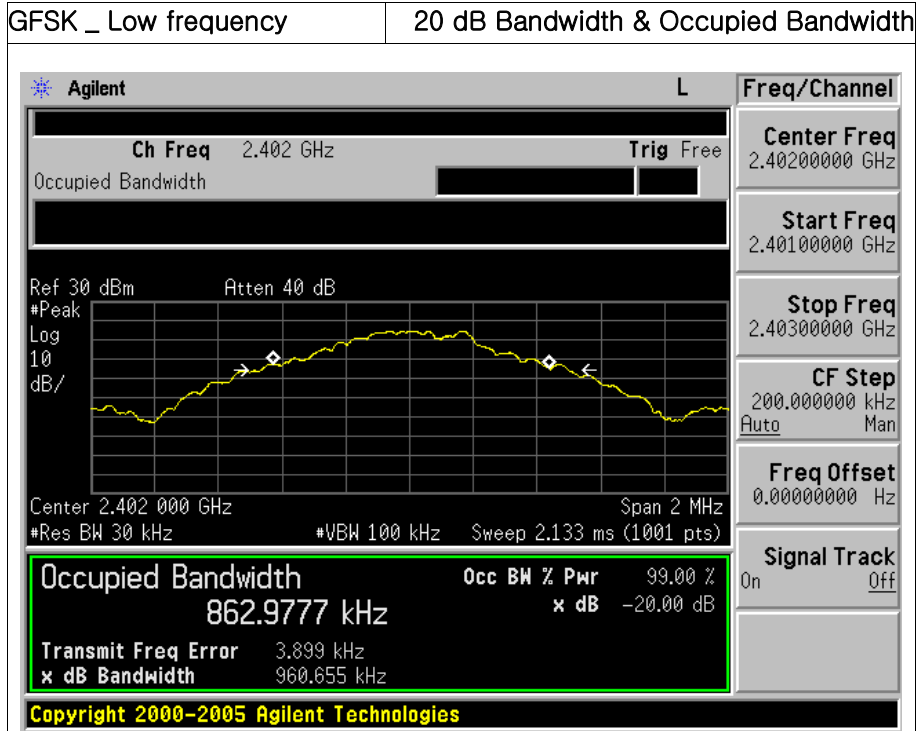 GFSK _ Low frequency 20 dB Bandwidth & Occupied Bandwidth
Agilent L Freq/Channel
Ch Freq 2.402 GHz Trig Free
Occupied Bandwidth
Center Freq
2.40200000 GHz
Start Freq
2.40100000 GHz
Stop Freq
2.40300000 GHz
CF Step
200.000000 kHz
Auto Man
Freq Offset
0.00000000 Hz
Signal Track
On Off
Ref 30 dBm Atten 40 dB
#Peak
Log
10
dB/
Center 2.402 000 GHz Span 2 MHz
#Res BW 30 kHz #VBW 100 kHz Sweep 2.133 ms (1001 pts)
Occupied Bandwidth Occ BW % Pwr 99.00 %
862.9777 kHz x dB -20.00 dB
Transmit Freq Error 3.899 kHz
x dB Bandwidth 960.655 kHz
Copyright 2000-2005 Agilent Technologies